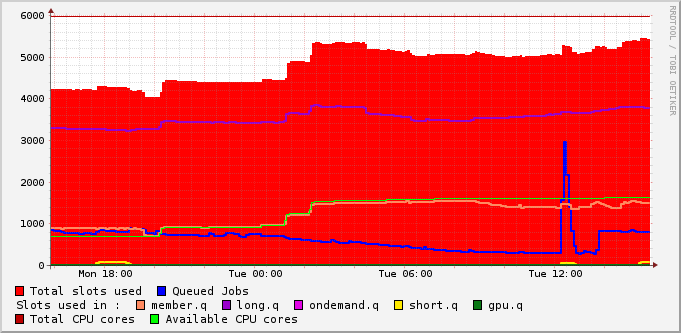 RRDTOOL / TOBI OETIKER
6000
5000
4000
3000
2000
1000
0
Mon 18:00 Tue 00:00 Tue 06:00 Tue 12:00
Total slots used Queued Jobs
Slots used in : member.q long.q ondemand.q short.q gpu.q
Total CPU cores Available CPU cores